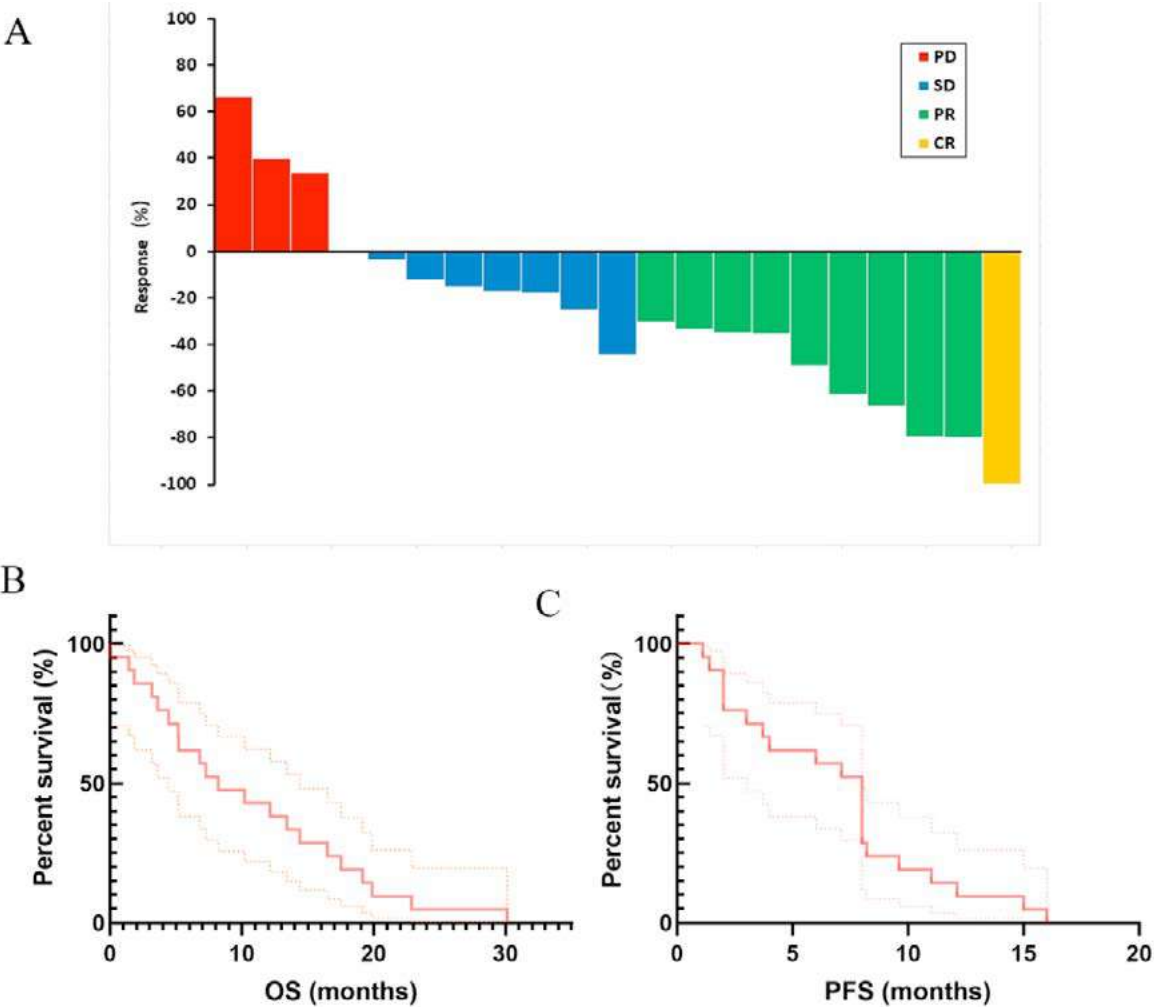 A
100
80
60
40
20
0
-20
-40
-60
-80
-100
Response (%)
PD
SD
PR
CR
B
100
50
0
Percent survival (%)
0 10 20 30
OS (months)
C
100
50
0
Percent survival (%)
0 5 10 15 20
PFS (months)